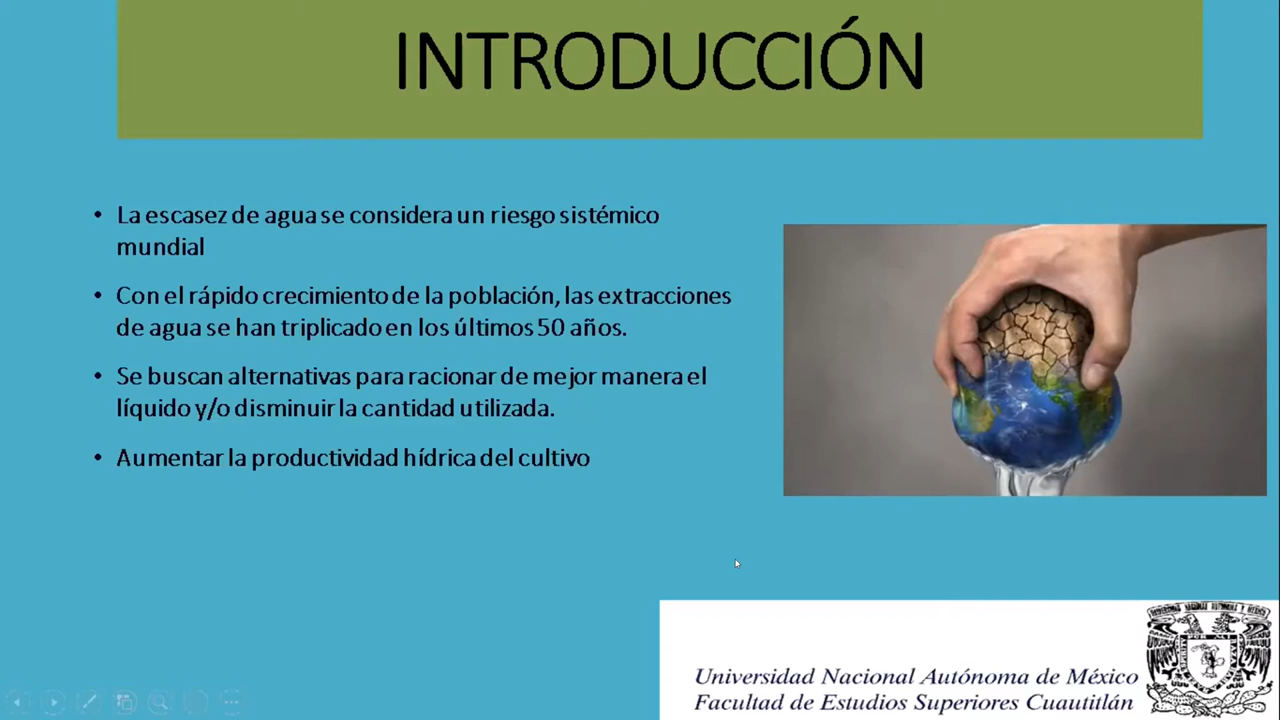 INTRODUCCIÓN
• La escasez de agua se considera un riesgo sistémico
mundial
• Con el rápido crecimiento de la población, las extracciones
de agua se han triplicado en los últimos 50 años.
• Se buscan alternativas para racionar de mejor manera el
líquido y/o disminuir la cantidad utilizada.
• Aumentar la productividad hídrica del cultivo
Universidad Nacional Autónoma de México
Facultad de Estudios Superiores Cuautitlán